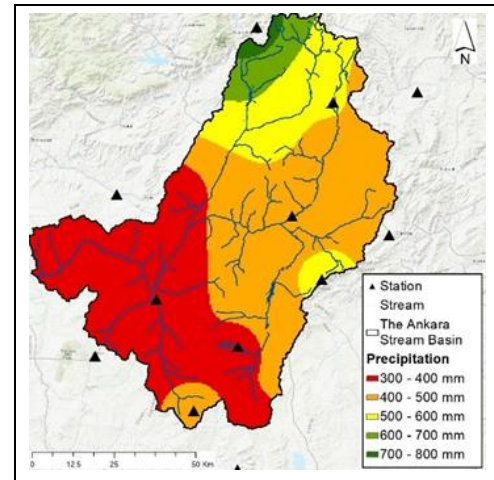 N
Station
Stream
The Ankara
Stream Basin
Precipitation
300 - 400 mm
400 - 500 mm
500 - 600 mm
600 - 700 mm
700 - 800 mm
0 12.5 25 50 Km